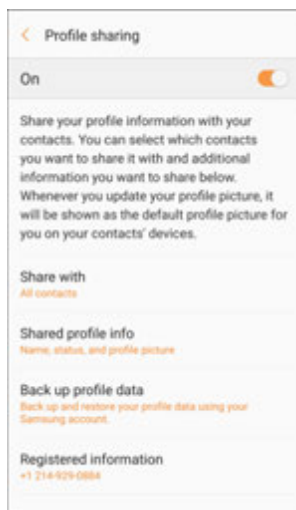 Profile sharing
On
Share your profile information with your
contacts. You can select which contacts
you want to share it with and additional
information you want to share below.
Whenever you update your profile picture, it
will be shown as the default profile picture for
you on your contacts' devices.
Share with
All contacts
Shared profile info
Name, status, and profile picture
Back up profile data
Back up and restore your profile data using your
Samsung account.
Registered information
+1 214-929-0884